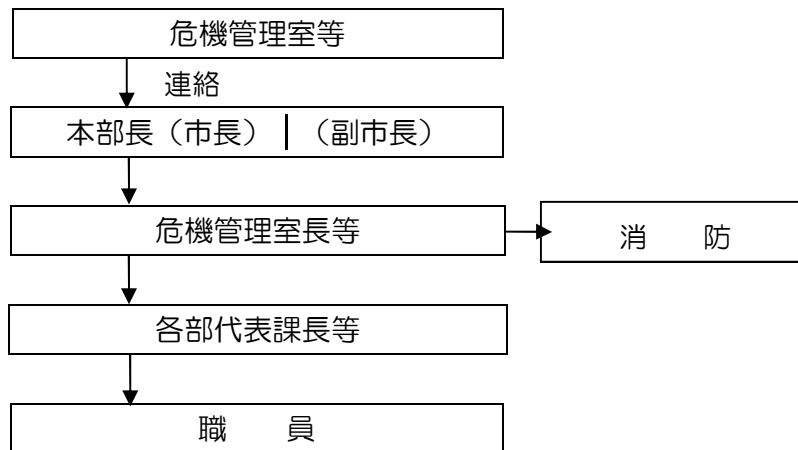 危機管理室等
連絡
本部長（市長） | （副市長）
危機管理室長等
消　　防
各部代表課長等
職　　員